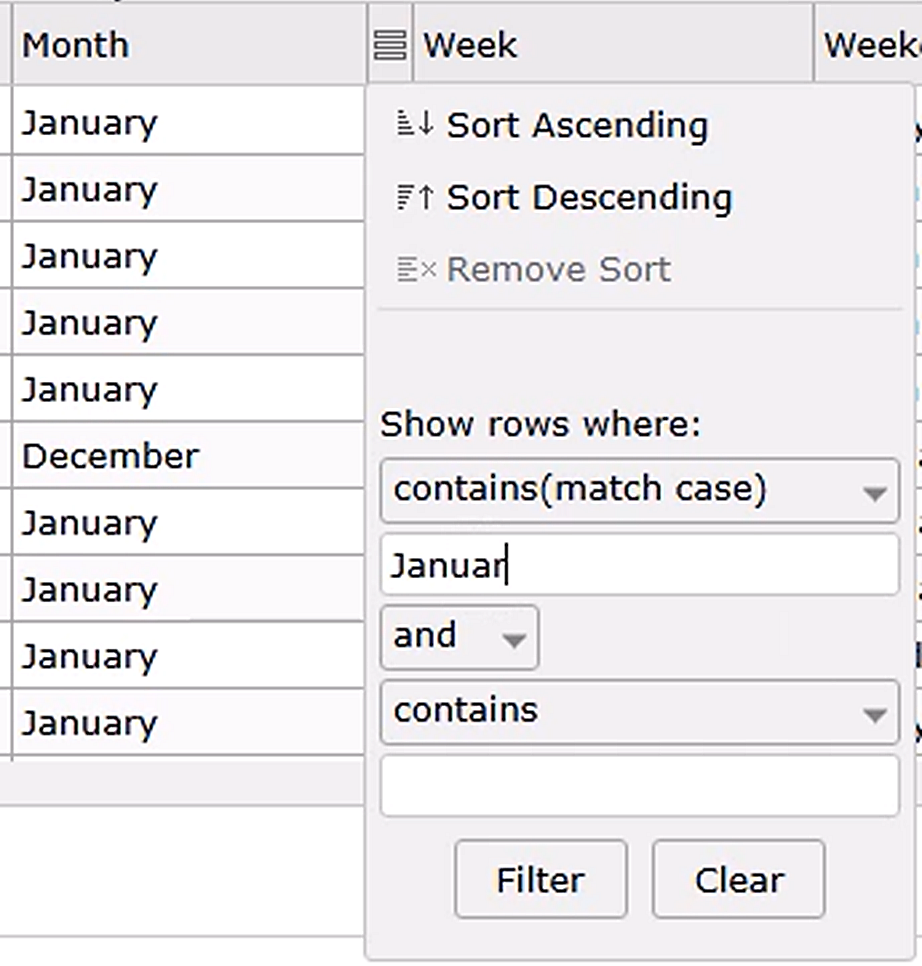 Month
Week
Sort Ascending
Sort Descending
Remove Sort
January
January
January
January
January
December
January
January
January
January
Show rows where:
contains(match case)
Januar
and
contains
Filter
Clear